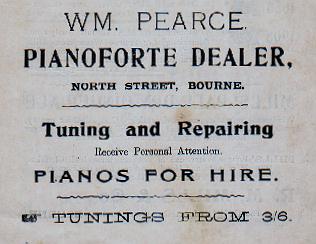 WM. PEARCE.
PIANOFORTE DEALER,
NORTH STREET, BOURNE.
Tuning and Repairing
Receive Personal Attention.
PIANOS FOR HIRE.
☞ TUNINGS FROM 3/6.